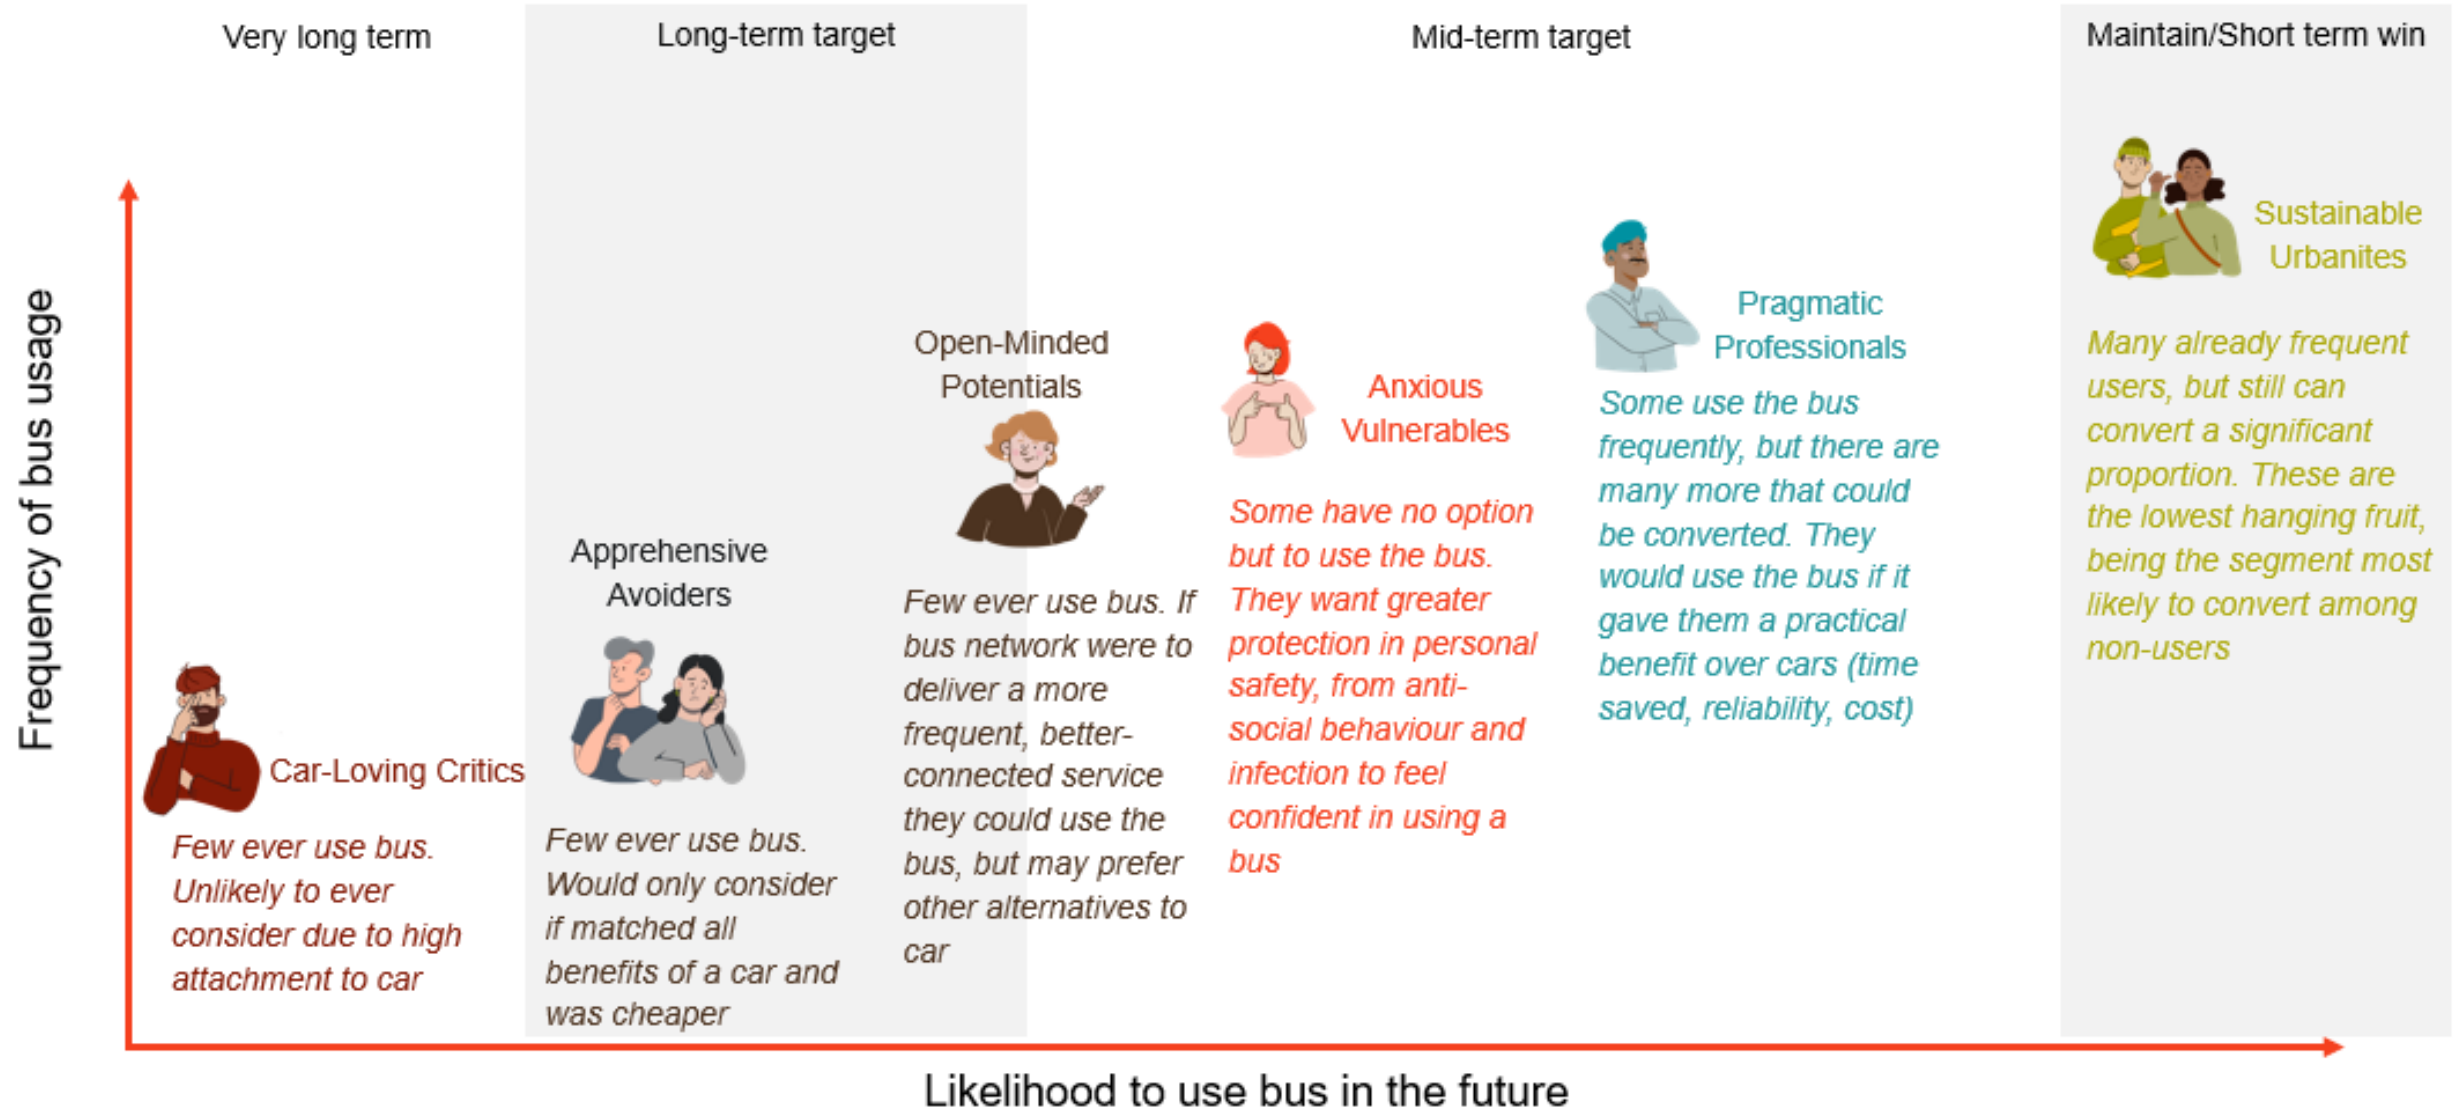 Very long term
Long-term target
Mid-term target
Maintain/Short term win
Frequency of bus usage
Car-Loving Critics
Few ever use bus.
Unlikely to ever
consider due to high
attachment to car
Apprehensive
Avoiders
Few ever use bus.
Would only consider
if matched all
benefits of a car and
was cheaper
Open-Minded
Potentials
Few ever use bus. If
bus network were to
deliver a more
frequent, better-
connected service
they could use the
bus, but may prefer
other alternatives to
car
Anxious
Vulnerables
Some have no option
but to use the bus.
They want greater
protection in personal
safety, from anti-
social behaviour and
infection to feel
confident in using a
bus
Pragmatic
Professionals
Some use the bus
frequently, but there are
many more that could
be converted. They
would use the bus if it
gave them a practical
benefit over cars (time
saved, reliability, cost)
Sustainable
Urbanites
Many already frequent
users, but still can
convert a significant
proportion. These are
the lowest hanging fruit,
being the segment most
likely to convert among
non-users
Likelihood to use bus in the future